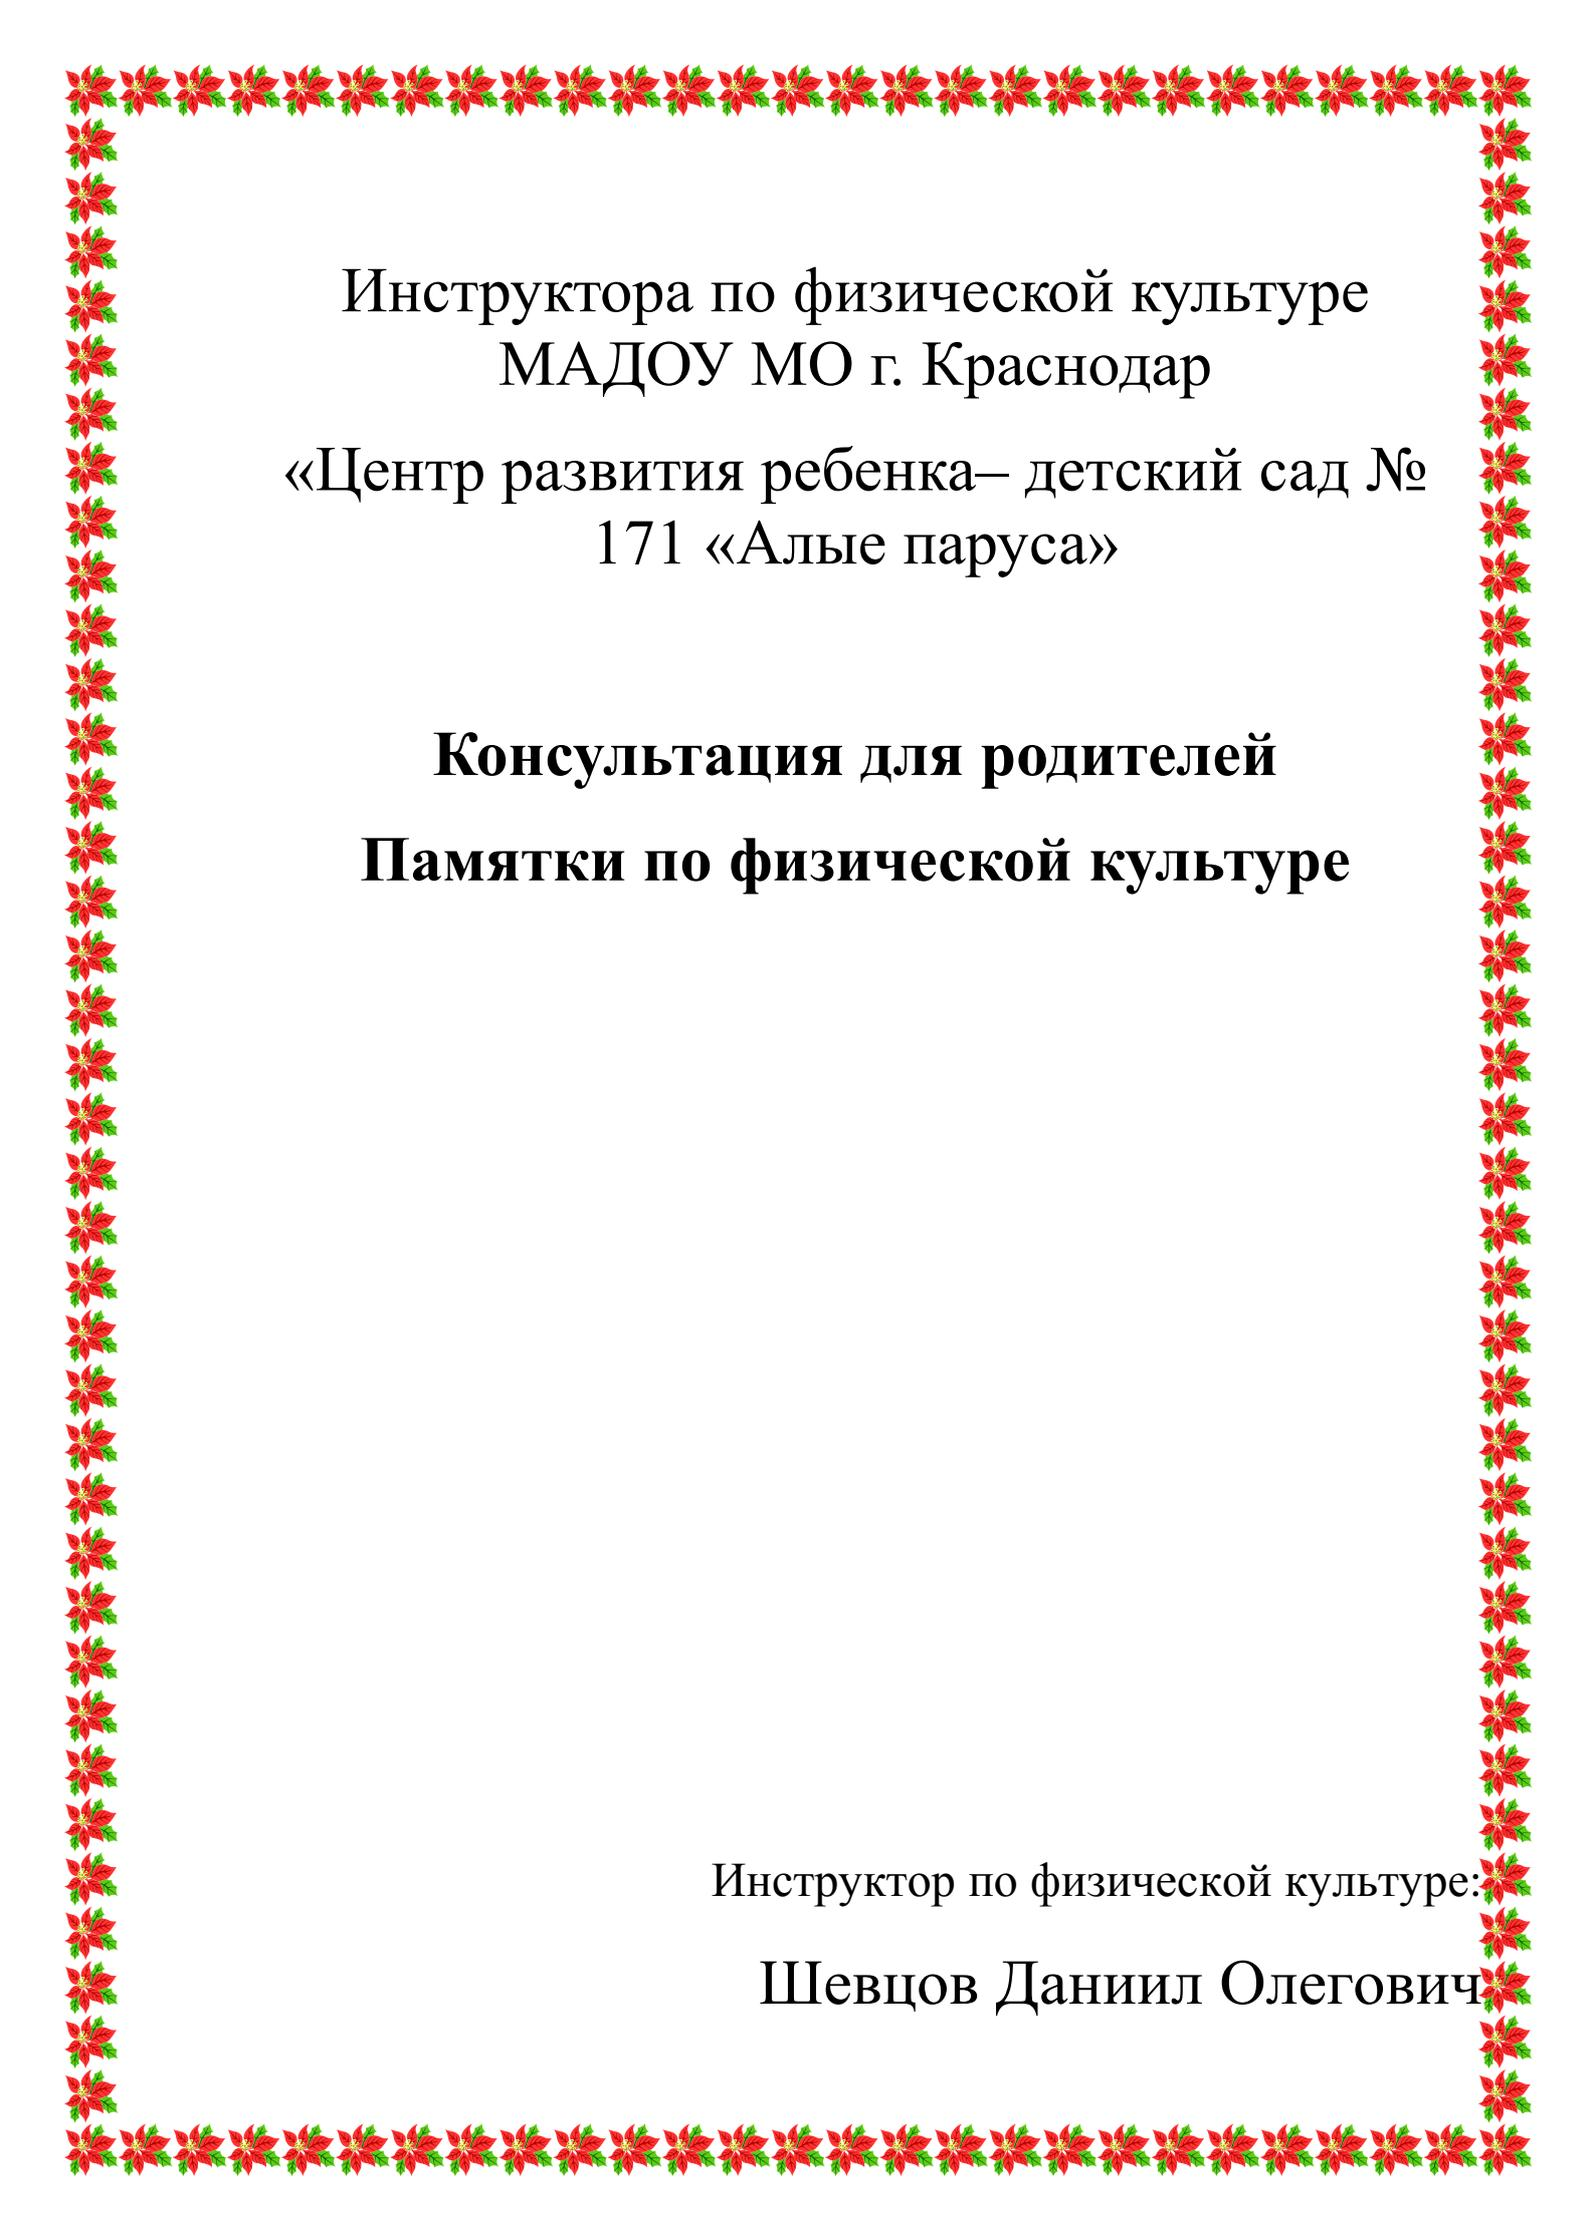 Инструктора по физической культуре
МАДОУ МО г. Краснодар
«Центр развития ребенка– детский сад №
171 «Алые паруса»
Консультация для родителей
Памятки по физической культуре
Инструктор по физической культуре:
Шевцов Даниил Олегович